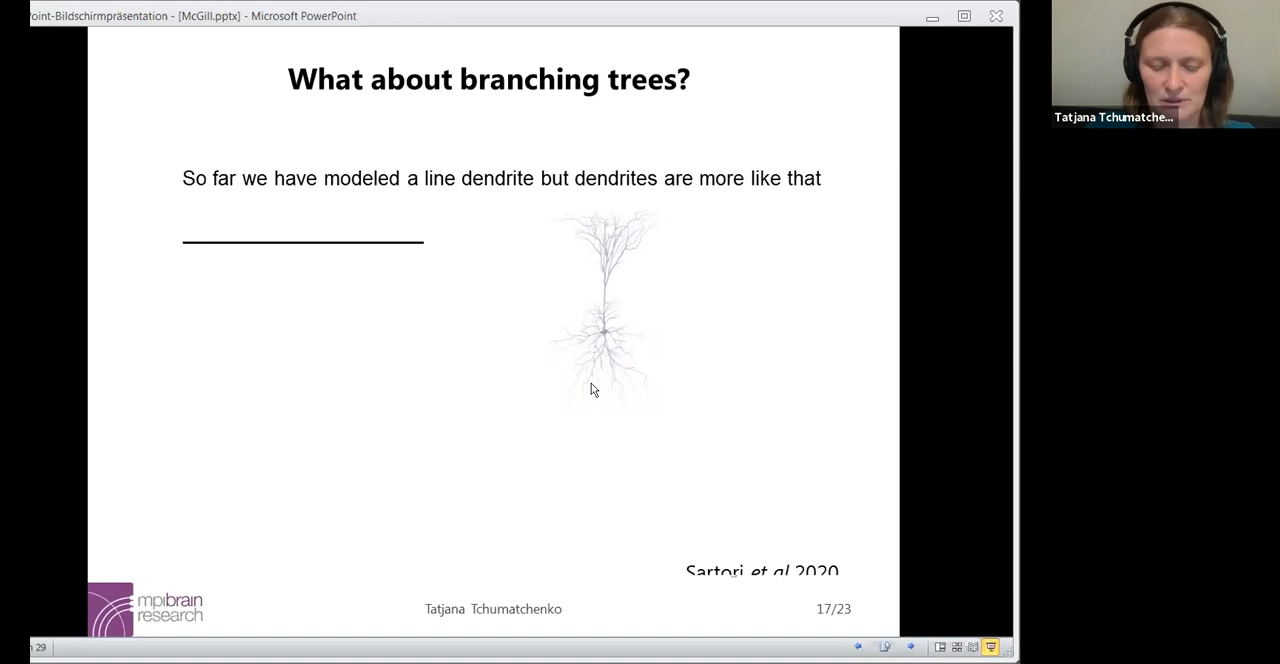 oint-Bildschirmpräsentation - [McGill.pptx] - Microsoft PowerPoint
What about branching trees?
So far we have modeled a line dendrite but dendrites are more like that
Sartori et al 2020
mpibrain
research
Tatjana Tchumatchenko
17/23
29
Tatjana Tchumatche...